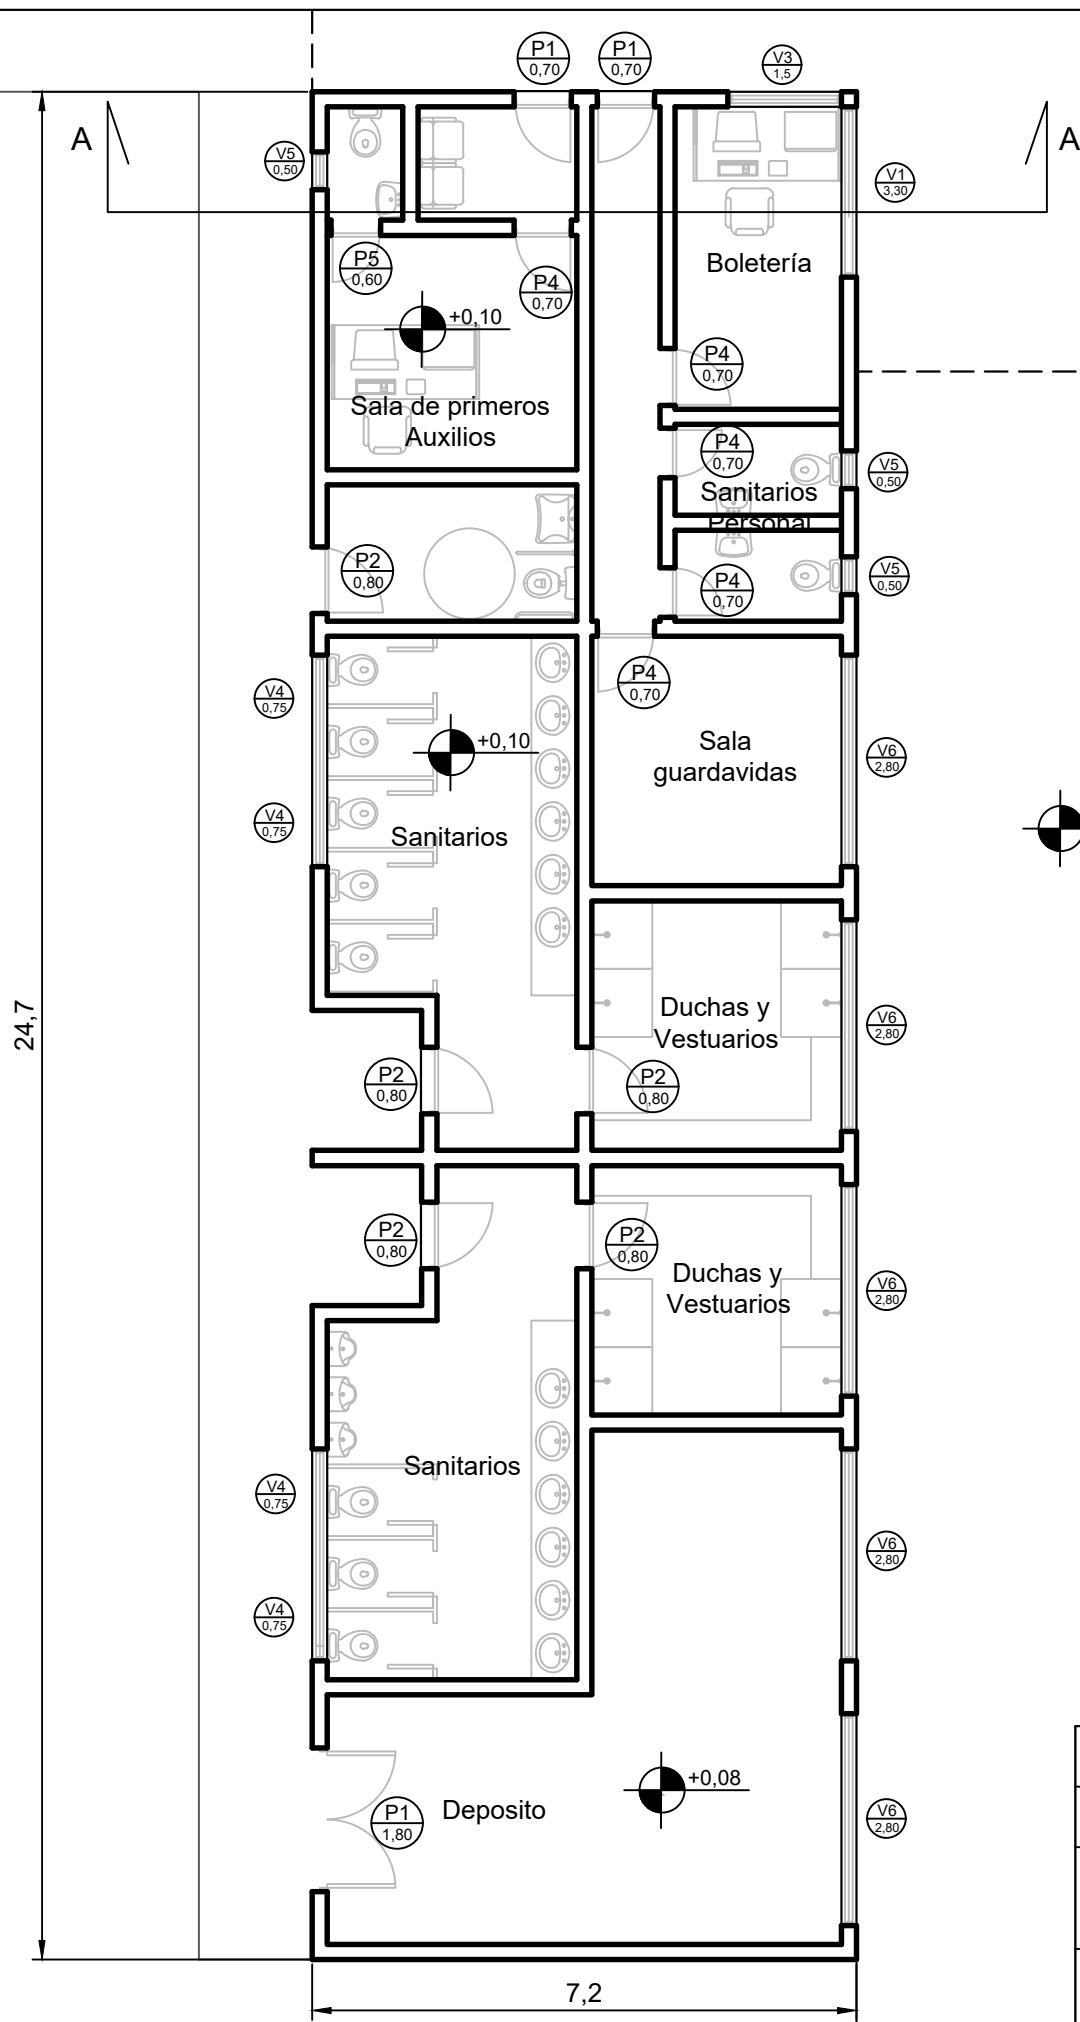 P1
0,70
P1
0,70
V3
1,5
A
A
V5
0,50
V1
3,30
Boletería
P5
0,60
P4
0,70
+0,10
P4
0,70
Sala de primeros
Auxilios
P4
0,70
V5
0,50
Sanitarios
Personal
P2
0,80
P4
0,70
V5
0,50
P4
0,70
V4
0,75
+0,10
Sala
guardavidas
V6
2,80
V4
0,75
Sanitarios
24,7
Duchas y
Vestuarios
V6
2,80
P2
0,80
P2
0,80
P2
0,80
P2
0,80
Duchas y
Vestuarios
V6
2,80
Sanitarios
V4
0,75
V6
2,80
V4
0,75
+0,08
P1
1,80
Deposito
V6
2,80
7,2